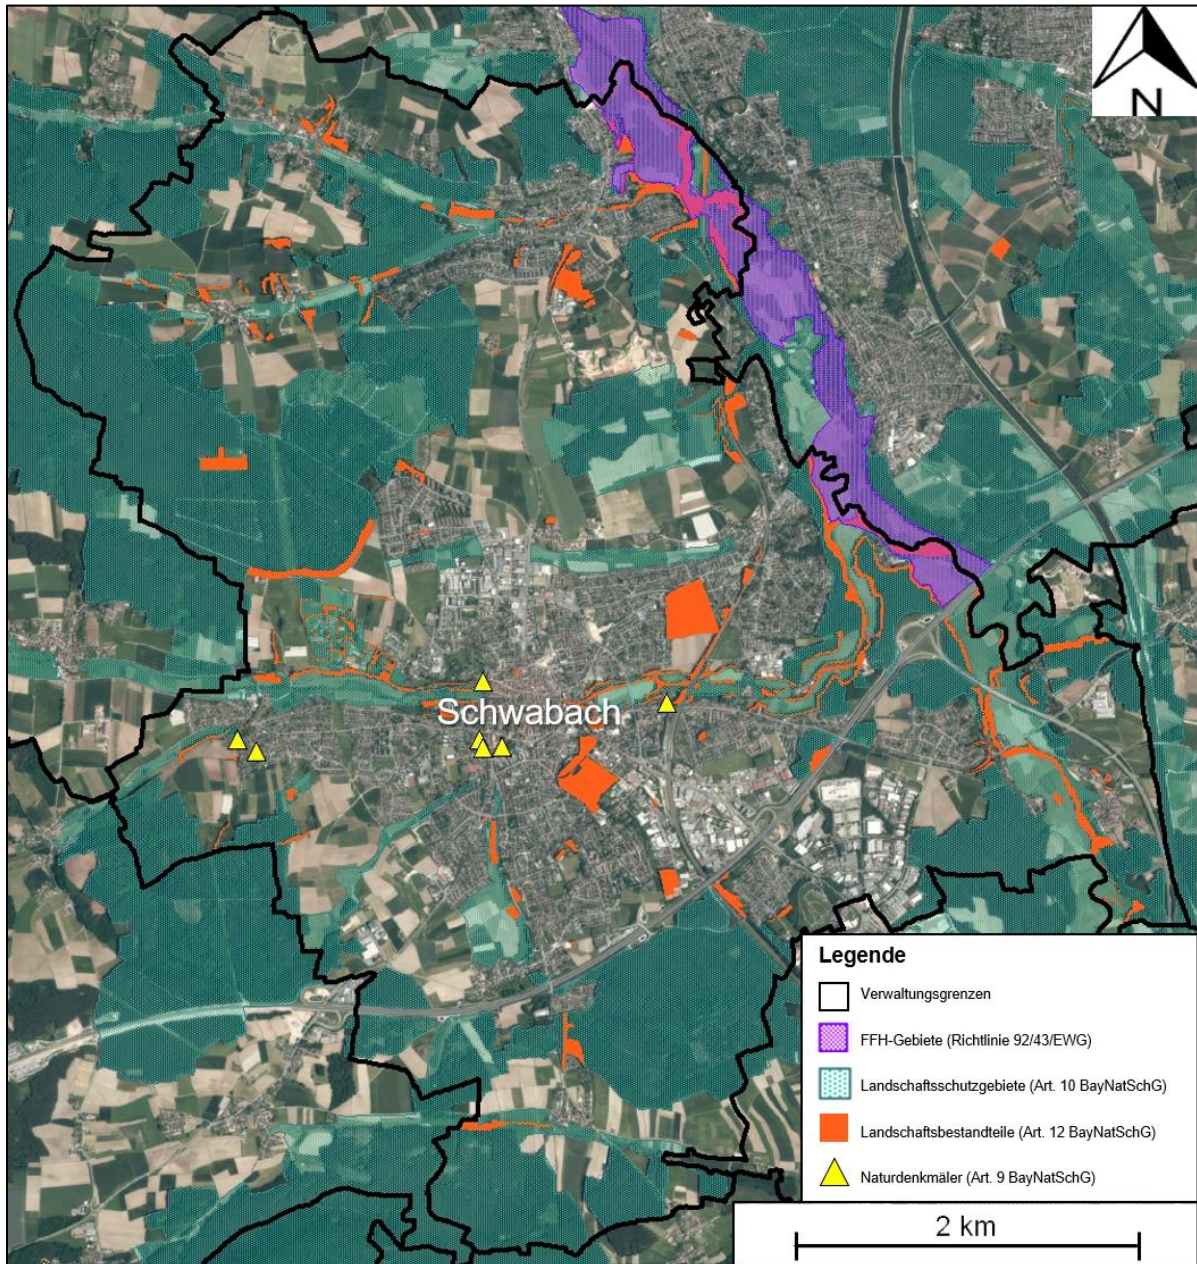 N
Schwabach
Legende
Verwaltungsgrenzen
FFH-Gebiete (Richtlinie 92/43/EWG)
Landschaftsschutzgebiete (Art. 10 BayNatSchG)
Landschaftsbestandteile (Art. 12 BayNatSchG)
Naturdenkmäler (Art. 9 BayNatSchG)
2 km